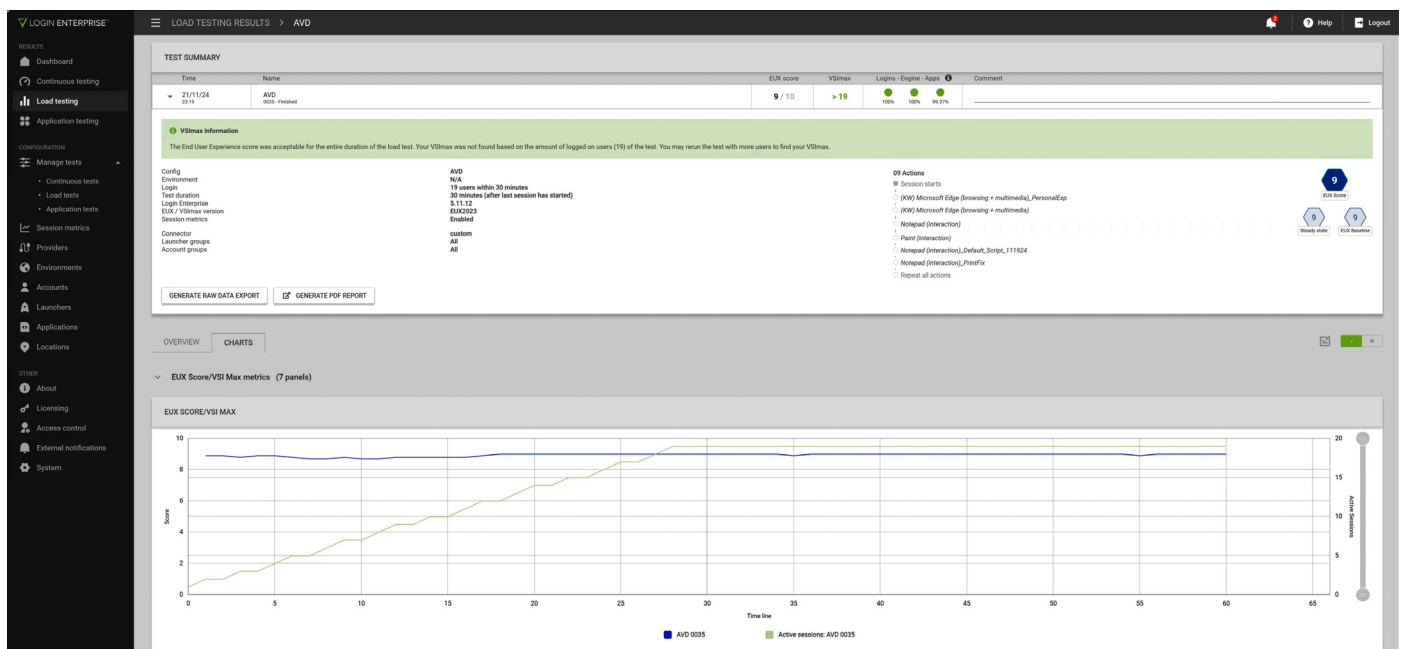 LOGIN ENTERPRISE™
LOAD TESTING RESULTS > AVD
2
Help
Logout
RESULTS
Dashboard
Continuous testing
Load testing
Application testing
CONFIGURATION
Manage tests
Continuous tests
Load tests
Application tests
Session metrics
Providers
Environments
Accounts
Launchers
Applications
Locations
OTHER
About
Licensing
Access control
External notifications
System
TEST SUMMARY
Time Name EUX score VSImax Logins - Engine - Apps Comment
21/11/24 AVD 9 / 10 > 19
23:19 0035 - Finished 100% 100% 99.37%
VSImax information
The End User Experience score was acceptable for the entire duration of the load test. Your VSImax was not found based on the amount of logged on users (19) of the test. You may rerun the test with more users to find your VSImax.
Config AVD
Environment N/A
Login 19 users within 30 minutes
Test duration 30 minutes (after last session has started)
Login Enterprise 5.11.12
EUX / VSImax version EUX2023
Session metrics Enabled
Connector custom
Launcher groups All
Account groups All
09 Actions
Session starts
(KW) Microsoft Edge (browsing + multimedia)_PersonalExp
(KW) Microsoft Edge (browsing + multimedia)
Notepad (interaction)
Paint (interaction)
Notepad (interaction)_Default_Script_111924
Notepad (interaction)_PrintFix
Repeat all actions
9
EUX Score
9 9
Steady state EUX Baseline
GENERATE RAW DATA EXPORT GENERATE PDF REPORT
OVERVIEW CHARTS
- =
EUX Score/VSI Max metrics (7 panels)
EUX SCORE/VSI MAX
10
8
6
4
2
0
Score
20
15
10
5
0
Active Sessions
0 5 10 15 20 25 30 35 40 45 50 55 60 65
Time line
AVD 0035 Active sessions: AVD 0035